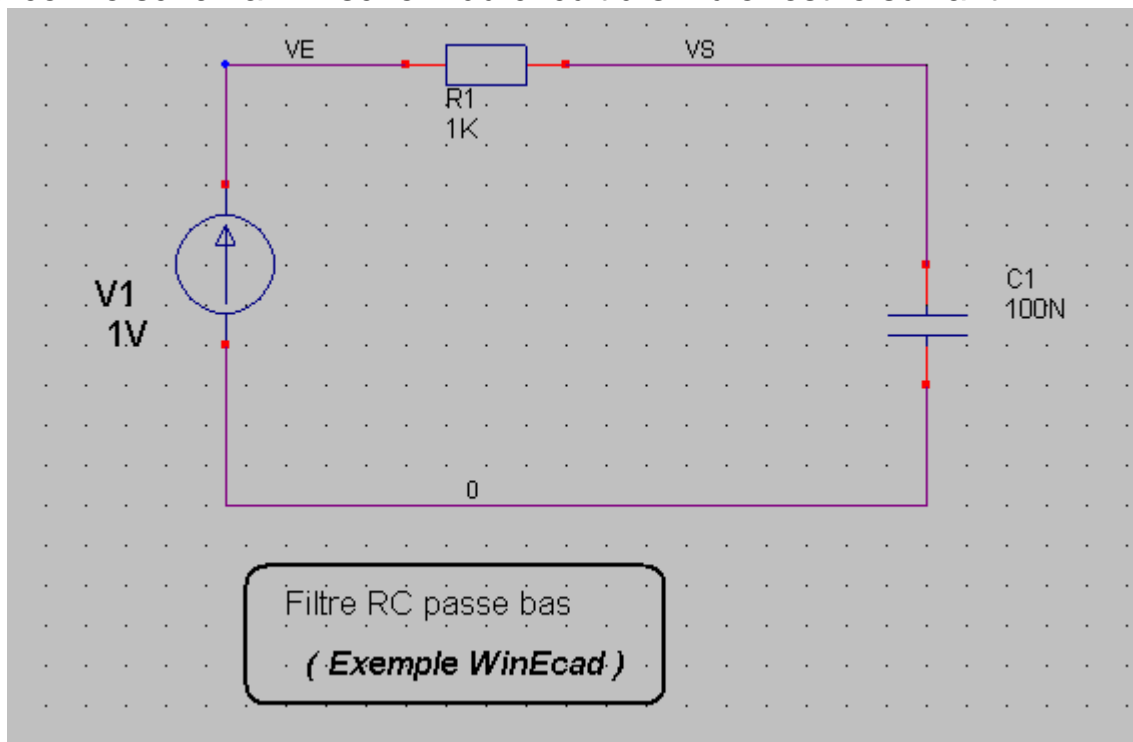 VE
VS
R1
1K
V1
1V
C1
100N
0
Filtre RC passe bas
( Exemple WinEcad )